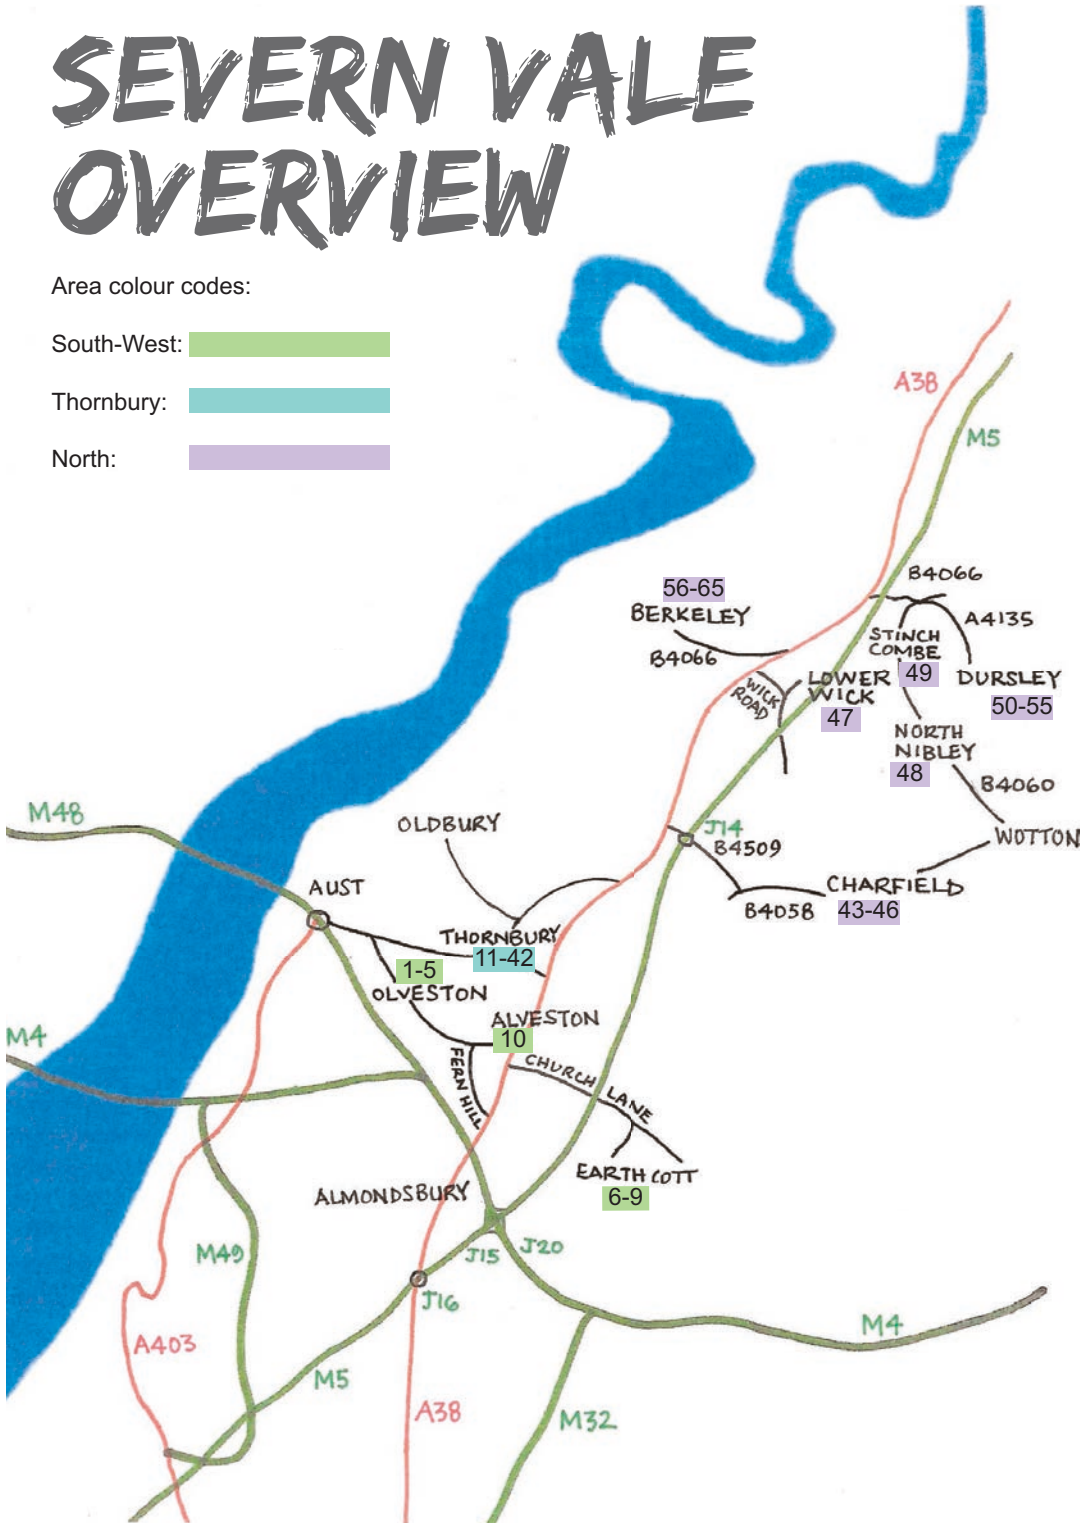 SEVERN VALE
OVERVIEW
Area colour codes:
South-West:
Thornbury:
North:
A38
M5
B4066
A4135
56-65
BERKELEY
B4066
STINCH
COMBE
49
DURSLEY
50-55
LOWER
WICK
47
WICK
ROAD
NORTH
NIBLEY
48
B4060
WOTTON
M48
OLDBURY
J14
B4509
CHARFIELD
43-46
B4058
AUST
THORNBURY
11-42
1-5
OLVESTON
ALVESTON
10
M4
FERN HILL
CHURCH LANE
EARTHCOTT
6-9
ALMONDSBURY
M49
J15
J20
J16
A403
M5
A38
M32
M4